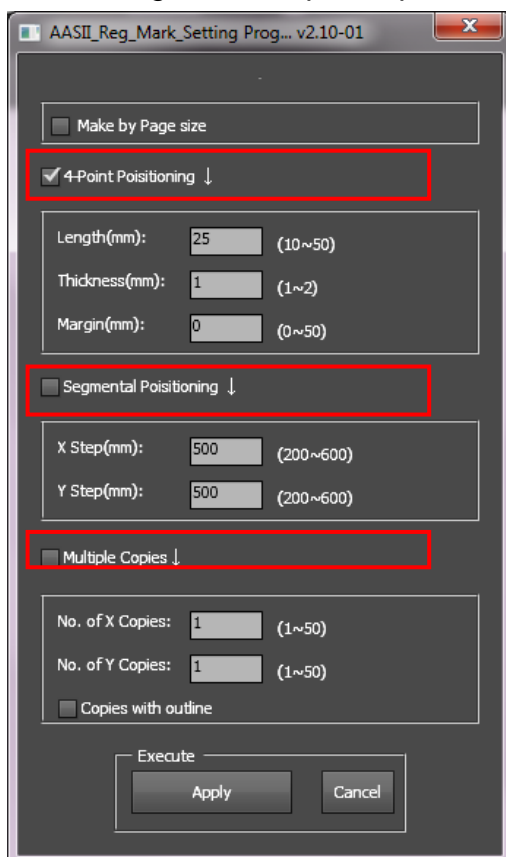 AASII_Reg_Mark_Setting Prog... v2.10-01
Make by Page size
4-Point Poisitioning ↓
Length(mm): 25 (10~50)
Thickness(mm): 1 (1~2)
Margin(mm): 0 (0~50)
Segmental Poisitioning ↓
X Step(mm): 500 (200~600)
Y Step(mm): 500 (200~600)
Multiple Copies ↓
No. of X Copies: 1 (1~50)
No. of Y Copies: 1 (1~50)
Copies with outline
Execute
Apply Cancel